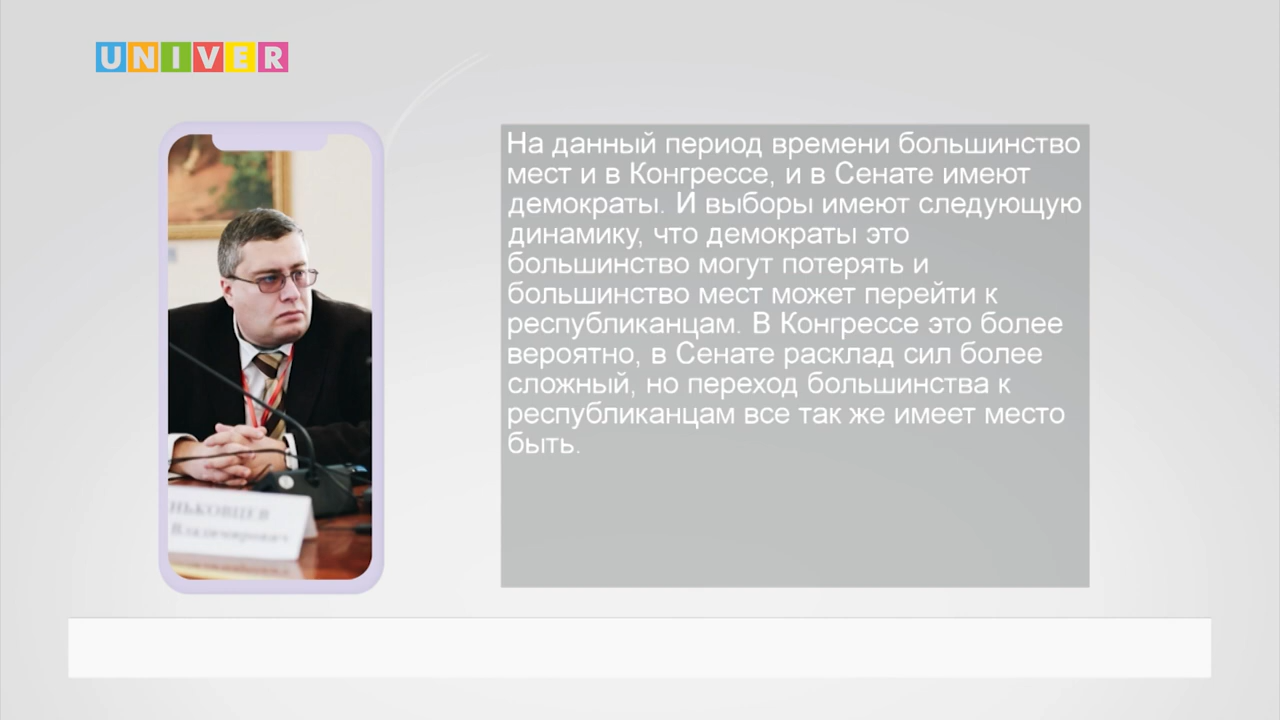 UNIVER
На данный период времени большинство
мест и в Конгрессе, и в Сенате имеют
демократы. И выборы имеют следующую
динамику, что демократы это
большинство могут потерять и
большинство мест может перейти к
республиканцам. В Конгрессе это более
вероятно, в Сенате расклад сил более
сложный, но переход большинства к
республиканцам все так же имеет место
быть.
НЬКОВЦЕВ
Владимирович